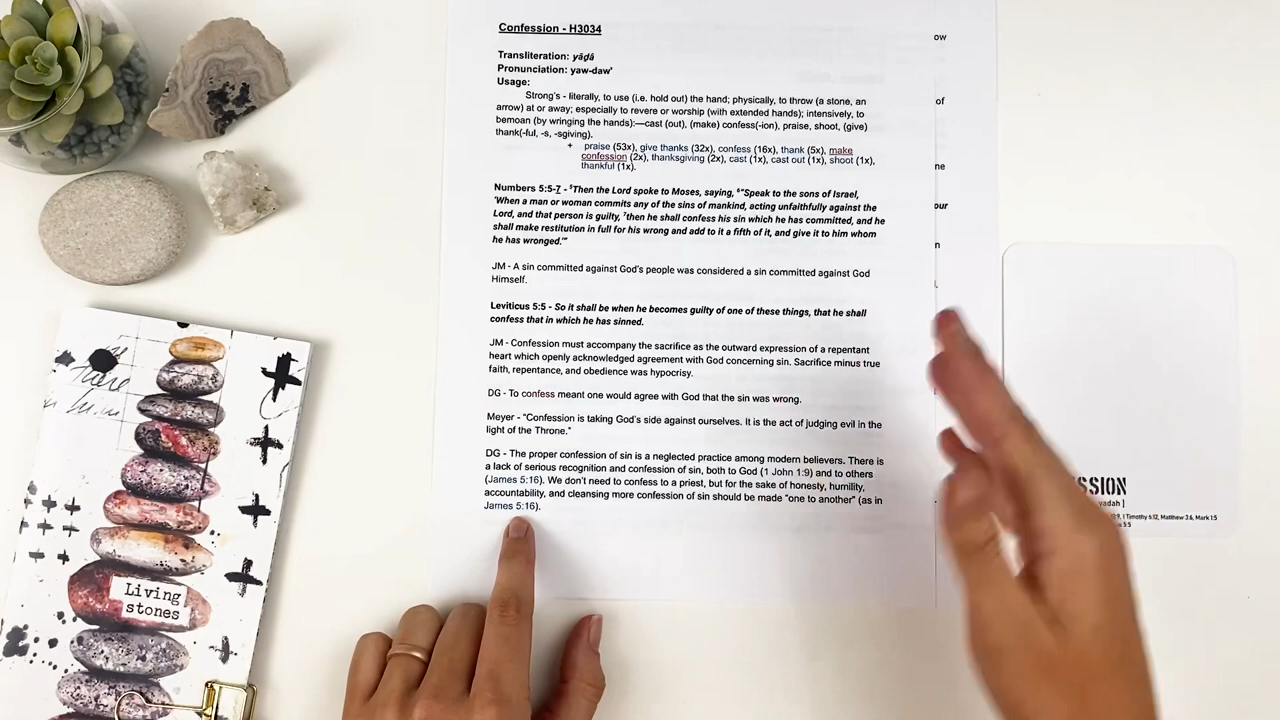 Confession - H3034
Transliteration: yāḏâ
Pronunciation: yaw-daw'
Usage:
Strong's - literally, to use (i.e. hold out) the hand; physically, to throw (a stone, an
arrow) at or away; especially to revere or worship (with extended hands); intensively, to
bemoan (by wringing the hands):—cast (out), (make) confess(-ion), praise, shoot, (give)
thank(-ful, -s, -sgiving).
+ praise (53x), give thanks (32x), confess (16x), thank (5x), make
confession (2x), thanksgiving (2x), cast (1x), cast out (1x), shoot (1x),
thankful (1x).
Numbers 5:5-7 - ⁵Then the Lord spoke to Moses, saying, ⁶"Speak to the sons of Israel,
'When a man or woman commits any of the sins of mankind, acting unfaithfully against the
Lord, and that person is guilty, ⁷then he shall confess his sin which he has committed, and he
shall make restitution in full for his wrong and add to it a fifth of it, and give it to him whom
he has wronged.'"
JM - A sin committed against God's people was considered a sin committed against God
Himself.
Leviticus 5:5 - So it shall be when he becomes guilty of one of these things, that he shall
confess that in which he has sinned.
JM - Confession must accompany the sacrifice as the outward expression of a repentant
heart which openly acknowledged agreement with God concerning sin. Sacrifice minus true
faith, repentance, and obedience was hypocrisy.
DG - To confess meant one would agree with God that the sin was wrong.
Meyer - "Confession is taking God's side against ourselves. It is the act of judging evil in the
light of the Throne."
DG - The proper confession of sin is a neglected practice among modern believers. There is
a lack of serious recognition and confession of sin, both to God (1 John 1:9) and to others
(James 5:16). We don't need to confess to a priest, but for the sake of honesty, humility,
accountability, and cleansing more confession of sin should be made "one to another" (as in
James 5:16).
ow
of
ne
our
n
Living
stones
SSION
yadah ]
10:9, 1 Timothy 6:12, Matthew 3:6, Mark 1:5
5:5